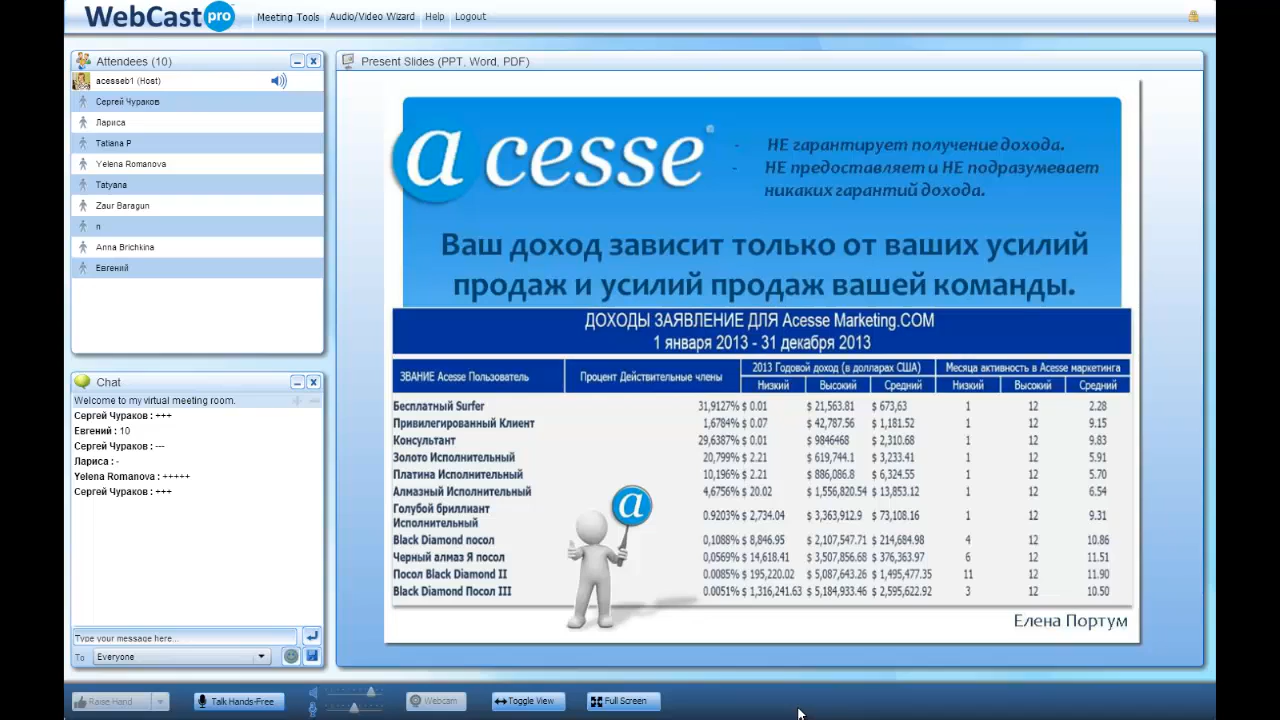 WebCast pro
Meeting Tools Audio/Video Wizard Help Logout
Attendees (10)
acesseb1 (Host)
Сергей Чураков
Лариса
Tatiana P
Yelena Romanova
Tatyana
Zaur Baragun
n
Anna Brichkina
Евгений
Chat
Welcome to my virtual meeting room.
Сергей Чураков : +++
Евгений : 10
Сергей Чураков : ---
Лариса : -
Yelena Romanova : +++++
Сергей Чураков : +++
Type your message here...
To Everyone
Present Slides (PPT, Word, PDF)
a cesse®
- НЕ гарантирует получение дохода.
- НЕ предоставляет и НЕ подразумевает
никаких гарантий дохода.
Ваш доход зависит только от ваших усилий
продаж и усилий продаж вашей команды.
ДОХОДЫ ЗАЯВЛЕНИЕ ДЛЯ Acesse Marketing.COM
1 января 2013 - 31 декабря 2013
ЗВАНИЕ Acesse Пользователь Процент Действительные члены 2013 Годовой доход (в долларах США) Месяца активность в Acesse маркетинга
Низкий Высокий Средний Низкий Высокий Средний
Бесплатный Surfer 31,9127% $ 0.01 $ 21,563.81 $ 673,63 1 12 2.28
Привилегированный Клиент 1,6784% $ 0.07 $ 42,787.56 $ 1,181.52 1 12 9.15
Консультант 29,6387% $ 0.01 $ 9846468 $ 2,310.68 1 12 9.83
Золото Исполнительный 20,799% $ 2.21 $ 619,744.1 $ 3,233.41 1 12 5.91
Платина Исполнительный 10,196% $ 2.21 $ 886,086.8 $ 6,324.55 1 12 5.70
Алмазный Исполнительный 4,6756% $ 20.02 $ 1,556,820.54 $ 13,853.12 1 12 6.54
Голубой бриллиант
Исполнительный 0.9203% $ 2,734.04 $ 3,363,912.9 $ 73,108.16 1 12 9.31
Black Diamond посол 0,1088% $ 8,846.95 $ 2,107,547.71 $ 214,684.98 4 12 10.86
Черный алмаз Я посол 0,0569% $ 14,618.41 $ 3,507,856.68 $ 376,363.97 6 12 11.51
Посол Black Diamond II 0.0085% $ 195,220.02 $ 5,087,643.26 $ 1,495,477.35 11 12 11.90
Black Diamond Посол III 0.0051% $ 1,316,241.63 $ 5,184,933.46 $ 2,595,622.92 3 12 10.50
a
Елена Портум
Raise Hand Talk Hands-Free Webcam Toggle View Full Screen